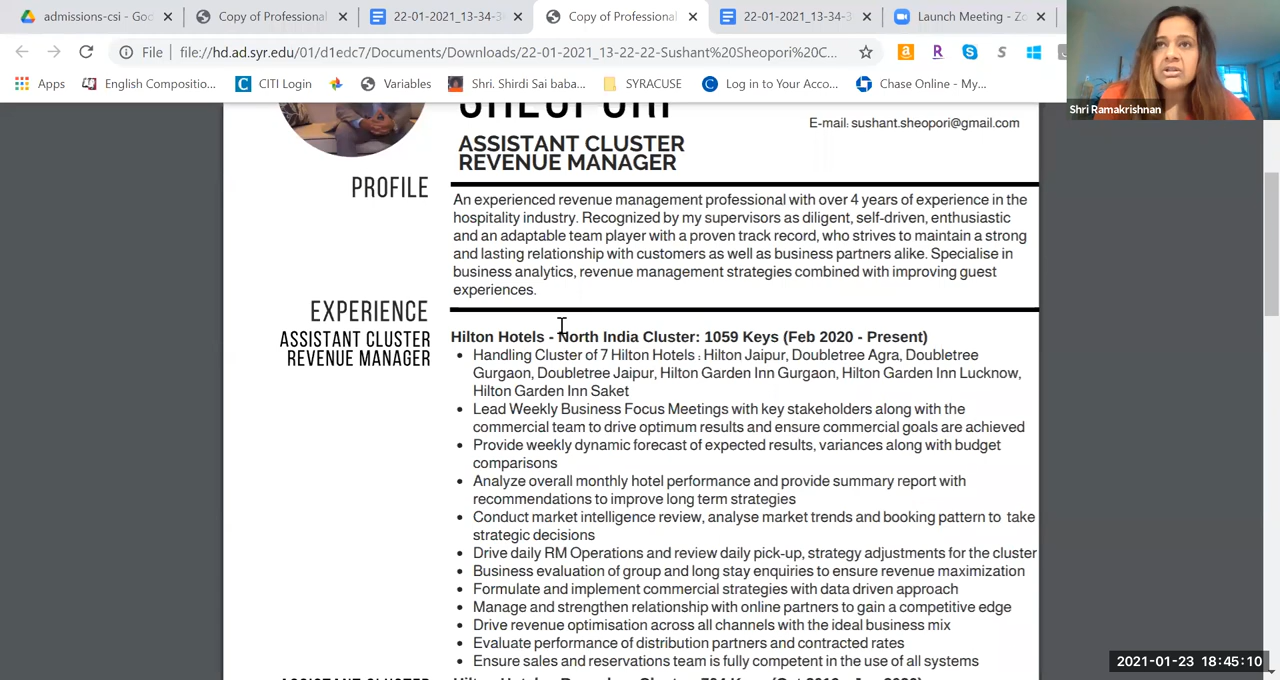 admissions-csi - Goo
Copy of Professional
22-01-2021_13-34-3
Copy of Professional
22-01-2021_13-34-3
Launch Meeting - Zo
File
file://hd.ad.syr.edu/01/d1edc7/Documents/Downloads/22-01-2021_13-22-22-Sushant%20Sheopori%20C...
Apps
English Compositio...
CITI Login
Variables
Shri. Shirdi Sai baba...
SYRACUSE
Log in to Your Acco...
Chase Online - My...
Shri Ramakrishnan
SHEOPORI
E-mail: sushant.sheopori@gmail.com
ASSISTANT CLUSTER
REVENUE MANAGER
PROFILE
An experienced revenue management professional with over 4 years of experience in the
hospitality industry. Recognized by my supervisors as diligent, self-driven, enthusiastic
and an adaptable team player with a proven track record, who strives to maintain a strong
and lasting relationship with customers as well as business partners alike. Specialise in
business analytics, revenue management strategies combined with improving guest
experiences.
EXPERIENCE
ASSISTANT CLUSTER
REVENUE MANAGER
Hilton Hotels - North India Cluster: 1059 Keys (Feb 2020 - Present)
• Handling Cluster of 7 Hilton Hotels : Hilton Jaipur, Doubletree Agra, Doubletree
Gurgaon, Doubletree Jaipur, Hilton Garden Inn Gurgaon, Hilton Garden Inn Lucknow,
Hilton Garden Inn Saket
• Lead Weekly Business Focus Meetings with key stakeholders along with the
commercial team to drive optimum results and ensure commercial goals are achieved
• Provide weekly dynamic forecast of expected results, variances along with budget
comparisons
• Analyze overall monthly hotel performance and provide summary report with
recommendations to improve long term strategies
• Conduct market intelligence review, analyse market trends and booking pattern to take
strategic decisions
• Drive daily RM Operations and review daily pick-up, strategy adjustments for the cluster
• Business evaluation of group and long stay enquiries to ensure revenue maximization
• Formulate and implement commercial strategies with data driven approach
• Manage and strengthen relationship with online partners to gain a competitive edge
• Drive revenue optimisation across all channels with the ideal business mix
• Evaluate performance of distribution partners and contracted rates
• Ensure sales and reservations team is fully competent in the use of all systems
2021-01-23 18:45:10